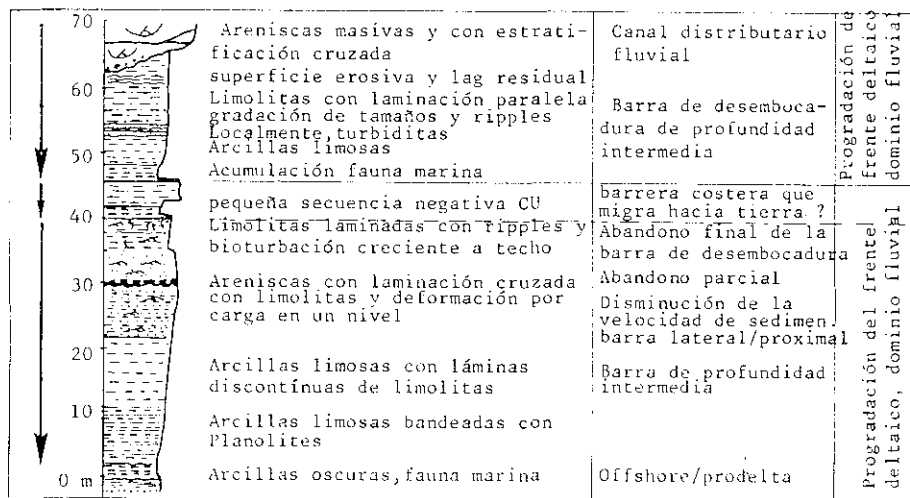 70
60
50
40
30
20
10
0 m
Areniscas masivas y con estrati-
ficación cruzada
superficie erosiva y lag residual
Limolitas con laminación paralela
gradación de tamaños y ripples
Localmente,turbiditas
Arcillas limosas
Acumulación fauna marina
pequeña secuencia negativa CU
Limolitas laminadas con ripples y
bioturbación creciente a techo
Areniscas con laminación cruzada
con limolitas y deformación por
carga en un nivel
Arcillas limosas con láminas
discontínuas de limolitas
Arcillas limosas bandeadas con
Planolites
Arcillas oscuras,fauna marina
Canal distributario
fluvial
Barra de desemboca-
dura de profundidad
intermedia
barrera costera que
migra hacia tierra ?
Abandono final de la
barra de desembocadura
Abandono parcial
Disminución de la
velocidad de sedimen.
barra lateral/proximal
Barra de profundidad
intermedia
Offshore/prodelta
Progradación de
frente deltaico
dominio fluvial
Progradación del frente
deltaico, dominio fluvial